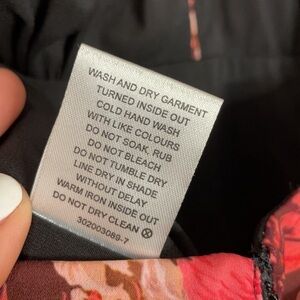 WASH AND DRY GARMENT
TURNED INSIDE OUT
COLD HAND WASH
WITH LIKE COLOURS
DO NOT SOAK, RUB
DO NOT BLEACH
DO NOT TUMBLE DRY
LINE DRY IN SHADE
WITHOUT DELAY
WARM IRON INSIDE OUT
DO NOT DRY CLEAN
302003089-7